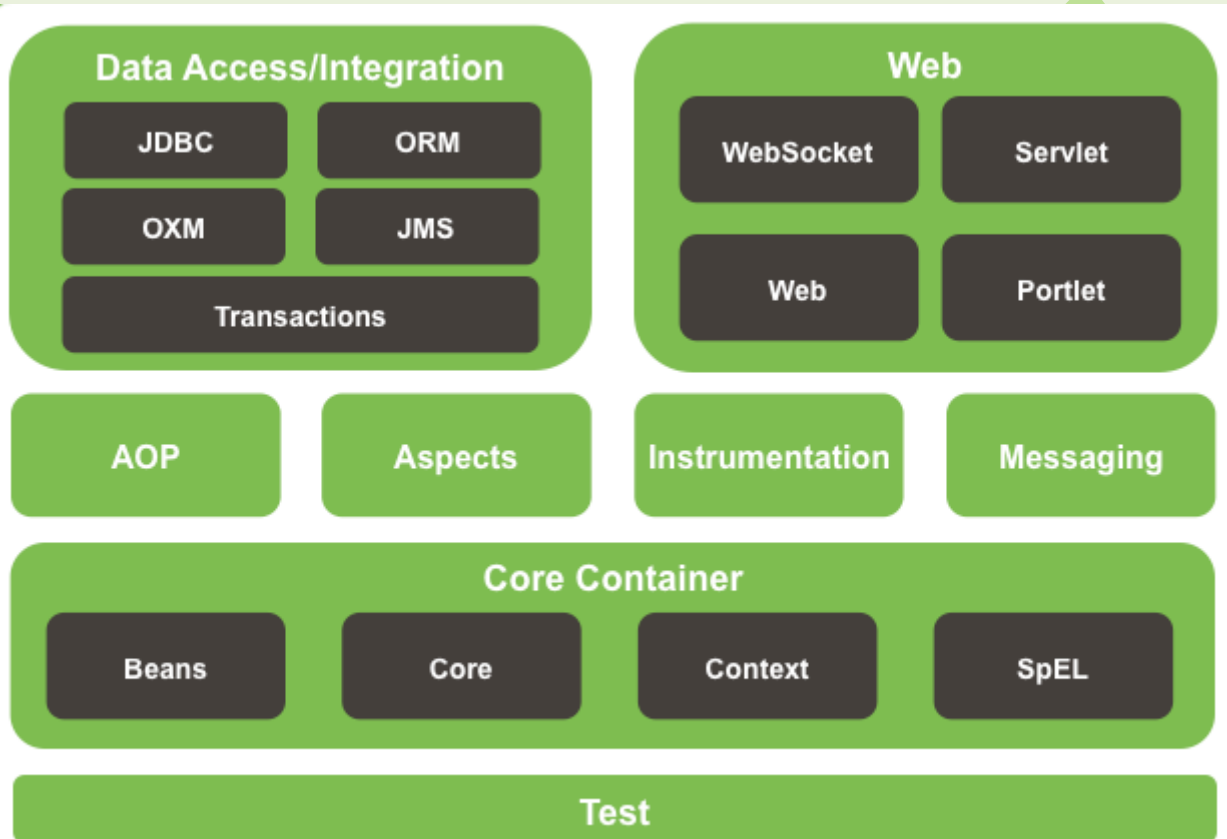 Data Access/Integration
JDBC
ORM
OXM
JMS
Transactions
Web
WebSocket
Servlet
Web
Portlet
AOP
Aspects
Instrumentation
Messaging
Core Container
Beans
Core
Context
SpEL
Test